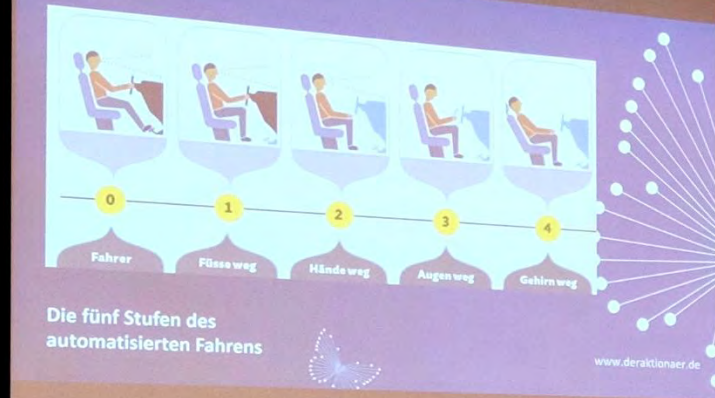 0
1
2
3
4
Fahrer
Füsse weg
Hände weg
Augen weg
Gehirn weg
Die fünf Stufen des
automatisierten Fahrens
www.deraktionaer.de